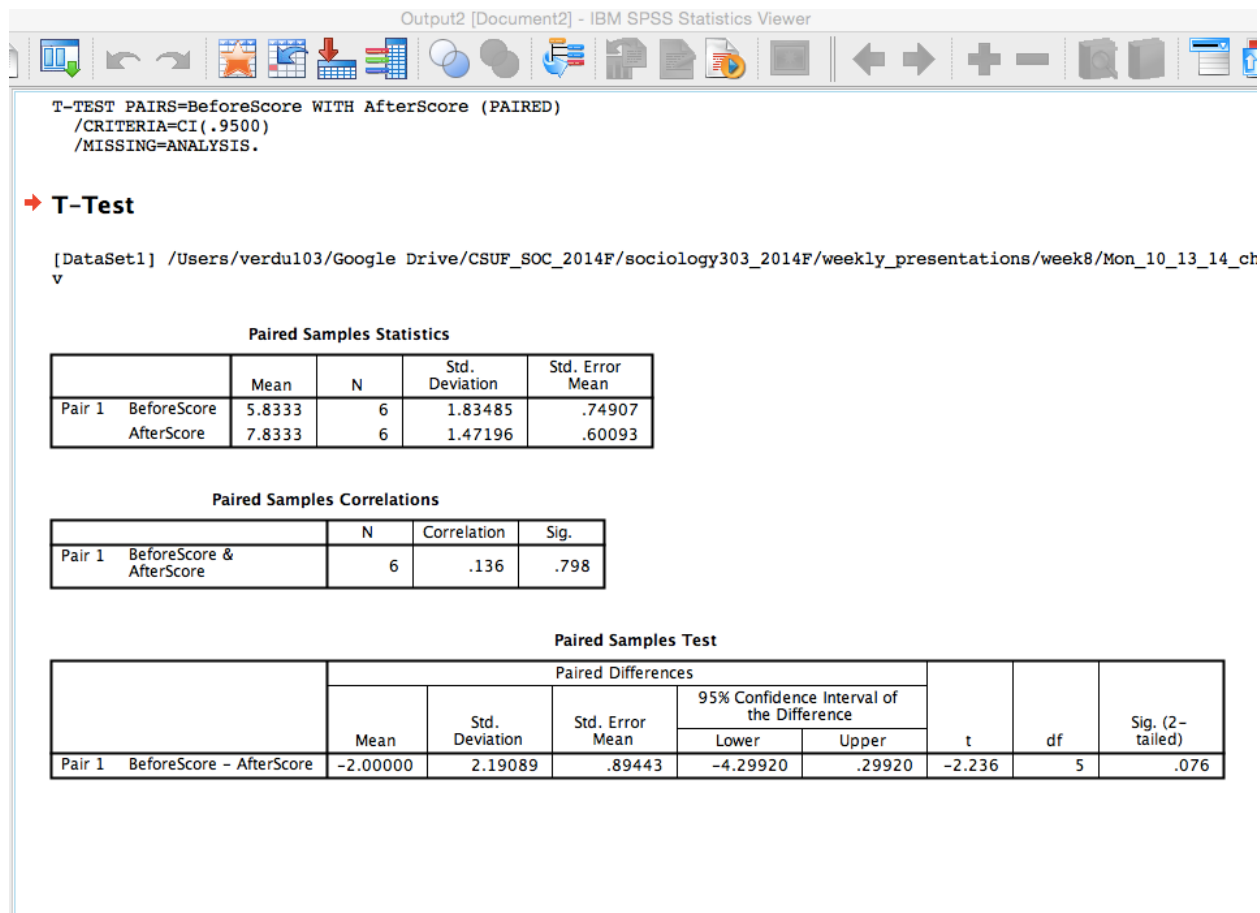 Output2 [Document2] - IBM SPSS Statistics Viewer
T-TEST PAIRS=BeforeScore WITH AfterScore (PAIRED)
/CRITERIA=CI(.9500)
/MISSING=ANALYSIS.
T-Test
[DataSet1] /Users/verdu103/Google Drive/CSUF_SOC_2014F/sociology303_2014F/weekly_presentations/week8/Mon_10_13_14_ch
v
Paired Samples Statistics
Mean N Std. Deviation Std. Error Mean
Pair 1 BeforeScore 5.8333 6 1.83485 .74907
AfterScore 7.8333 6 1.47196 .60093
Paired Samples Correlations
N Correlation Sig.
Pair 1 BeforeScore & AfterScore 6 .136 .798
Paired Samples Test
Paired Differences
95% Confidence Interval of the Difference
Mean Std. Deviation Std. Error Mean Lower Upper t df Sig. (2-tailed)
Pair 1 BeforeScore - AfterScore -2.00000 2.19089 .89443 -4.29920 .29920 -2.236 5 .076